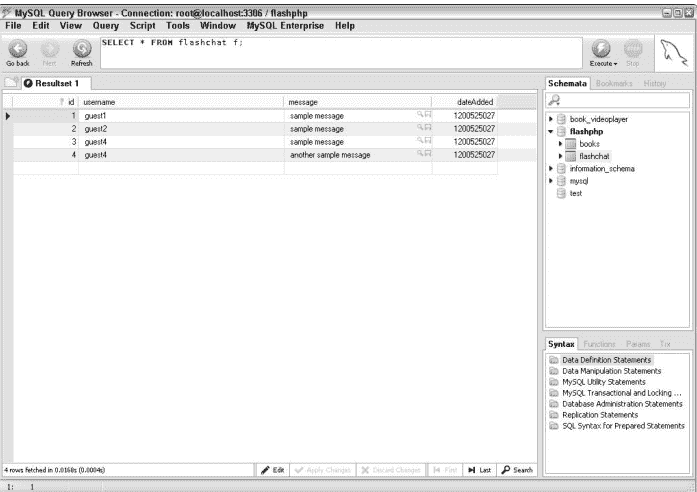 MySQL Query Browser - Connection: root@localhost:3306 / flashphp
File Edit View Query Script Tools Window MySQL Enterprise Help
SELECT * FROM flashchat f;
Go back Next Refresh Execute Stop
Resultset 1
id username message dateAdded
1 guest1 sample message 1200525027
2 guest2 sample message 1200525027
3 guest4 sample message 1200525027
4 guest4 another sample message 1200525027
Schemata Bookmarks History
book_videoplayer
flashphp
books
flashchat
information_schema
mysql
test
Syntax Functions Params Trx
Data Definition Statements
Data Manipulation Statements
MySQL Utility Statements
MySQL Transactional and Locking ...
Database Administration Statements
Replication Statements
SQL Syntax for Prepared Statements
4 rows fetched in 0.0168s (0.0004s) Edit Apply Changes Discard Changes First Last Search
1: 1